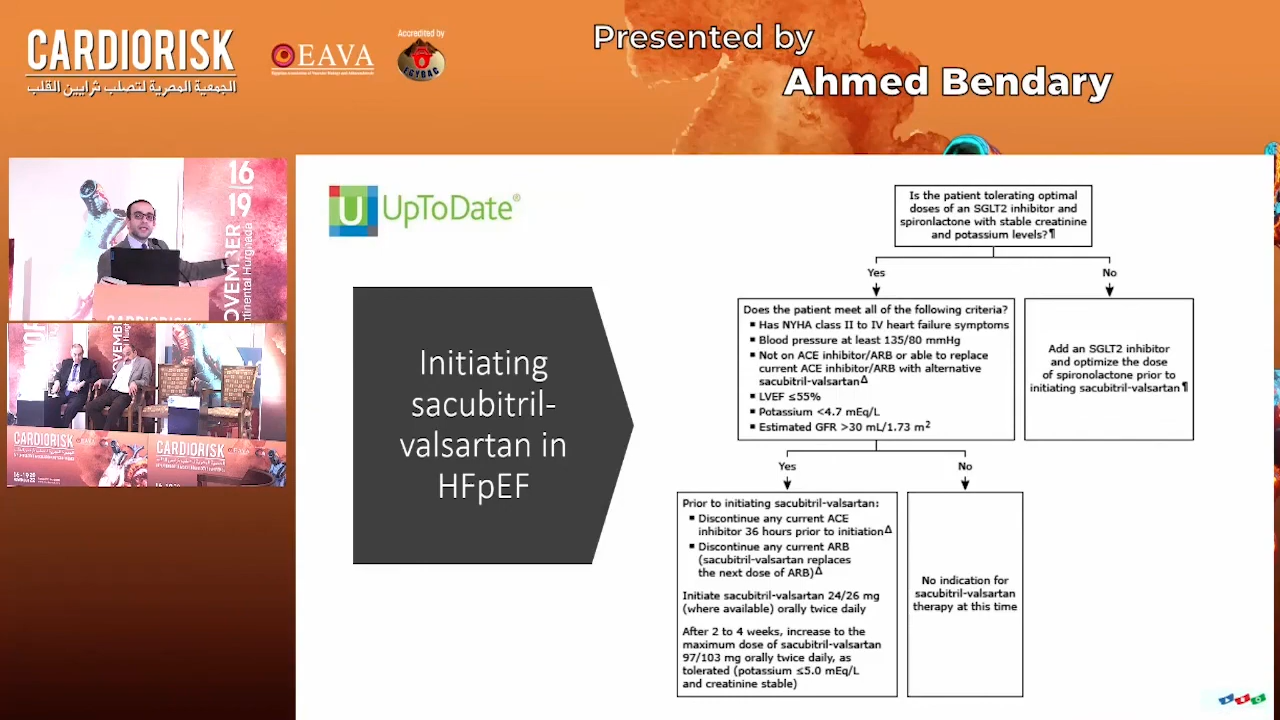 CARDIORISK
الجمعية المصرية لتصلب شرايين القلب
EAVA
Accredited by
EGYBAC
Presented by
Ahmed Bendary
16
19
NOVEMBER
CARDIORISK
CARDIORISK
UpToDate®
Initiating
sacubitril-
valsartan in
HFpEF
Is the patient tolerating optimal
doses of an SGLT2 inhibitor and
spironlactone with stable creatinine
and potassium levels?¶
Yes
No
Does the patient meet all of the following criteria?
▪ Has NYHA class II to IV heart failure symptoms
▪ Blood pressure at least 135/80 mmHg
▪ Not on ACE inhibitor/ARB or able to replace
current ACE inhibitor/ARB with alternative
sacubitril-valsartanΔ
▪ LVEF ≤55%
▪ Potassium <4.7 mEq/L
▪ Estimated GFR >30 mL/1.73 m²
Add an SGLT2 inhibitor
and optimize the dose
of spironolactone prior to
initiating sacubitril-valsartan¶
Yes
No
Prior to initiating sacubitril-valsartan:
▪ Discontinue any current ACE
inhibitor 36 hours prior to initiationΔ
▪ Discontinue any current ARB
(sacubitril-valsartan replaces
the next dose of ARB)Δ
Initiate sacubitril-valsartan 24/26 mg
(where available) orally twice daily
After 2 to 4 weeks, increase to the
maximum dose of sacubitril-valsartan
97/103 mg orally twice daily, as
tolerated (potassium ≤5.0 mEq/L
and creatinine stable)
No indication for
sacubitril-valsartan
therapy at this time